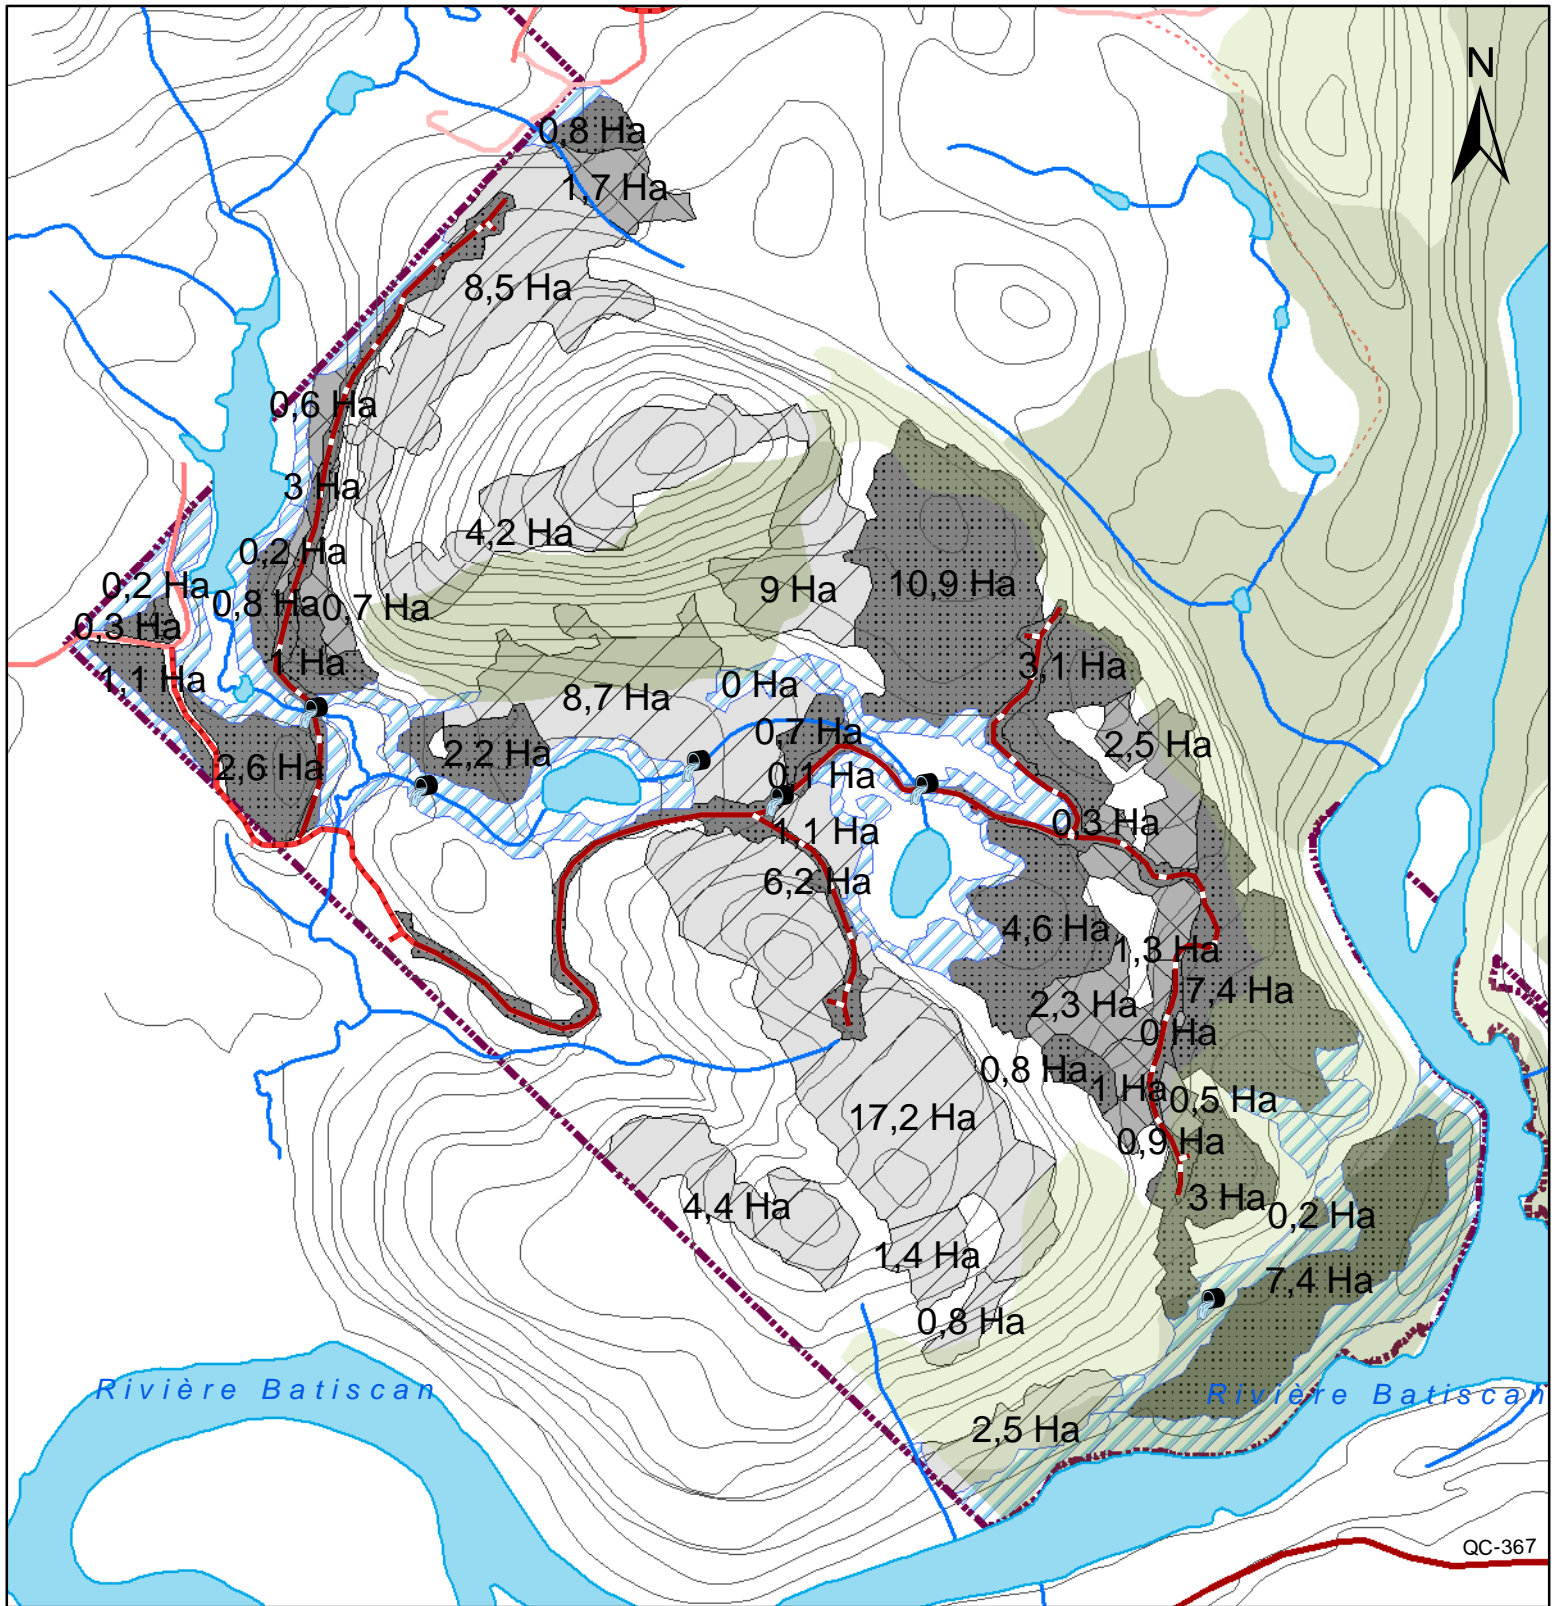 N
0,8 Ha
1,7 Ha
8,5 Ha
0,6 Ha
3 Ha
4,2 Ha
0,2 Ha
0,2 Ha
0,8 Ha
0,7 Ha
9 Ha
10,9 Ha
0,3 Ha
1 Ha
1,1 Ha
3,1 Ha
0 Ha
8,7 Ha
0,7 Ha
2,5 Ha
2,2 Ha
2,6 Ha
0,1 Ha
1,1 Ha
0,3 Ha
6,2 Ha
4,6 Ha
1,3 Ha
7,4 Ha
2,3 Ha
0 Ha
0,8 Ha
1 Ha
0,5 Ha
17,2 Ha
0,9 Ha
4,4 Ha
3 Ha
0,2 Ha
1,4 Ha
7,4 Ha
0,8 Ha
Rivière Batiscan
Rivière Batiscan
2,5 Ha
QC-367